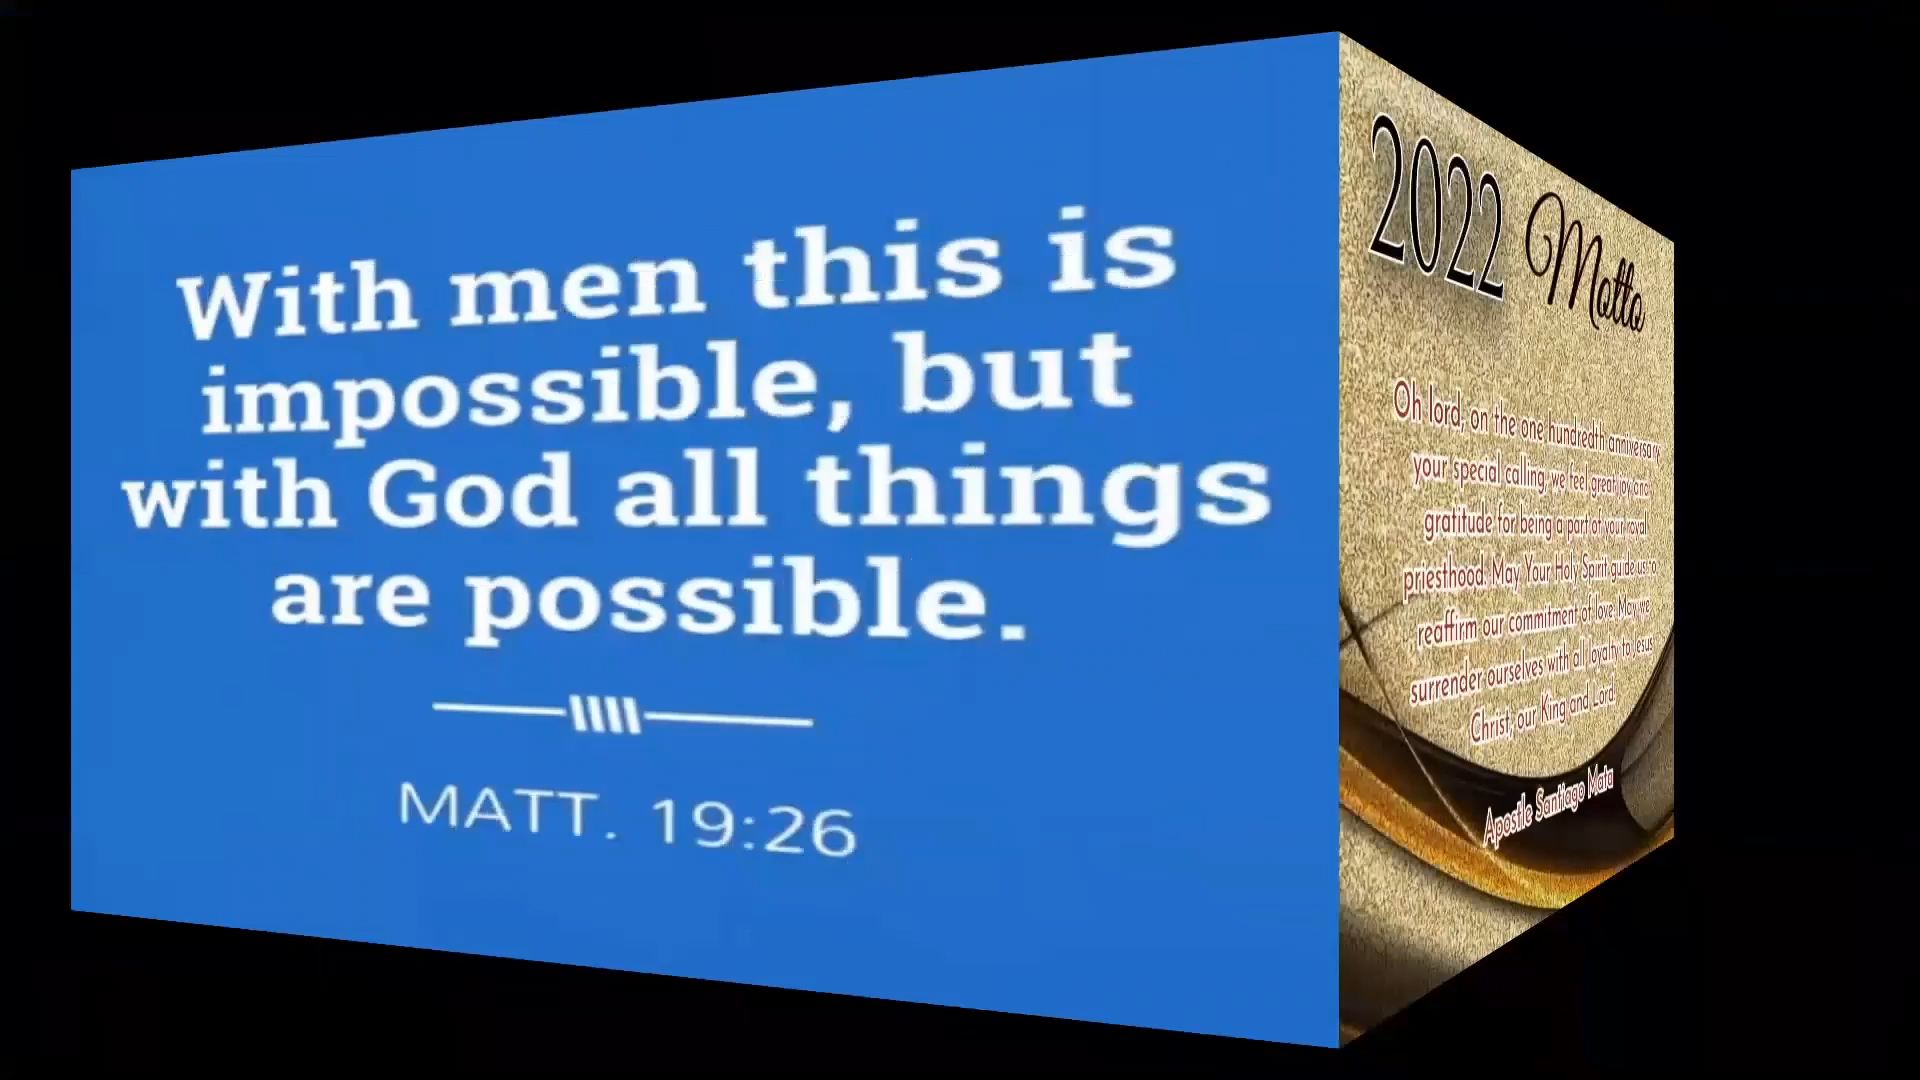 With men this is
impossible, but
with God all things
are possible.
MATT. 19:26
2022 Motto
Oh lord, on the one hundredth anniversary
your special calling, we feel great joy and
gratitude for being a part of your royal
priesthood. May Your Holy Spirit guide us to
reaffirm our commitment of love. May we
surrender ourselves with all loyalty to Jesus
Christ, our King and Lord.
Apostle Santiago Mata